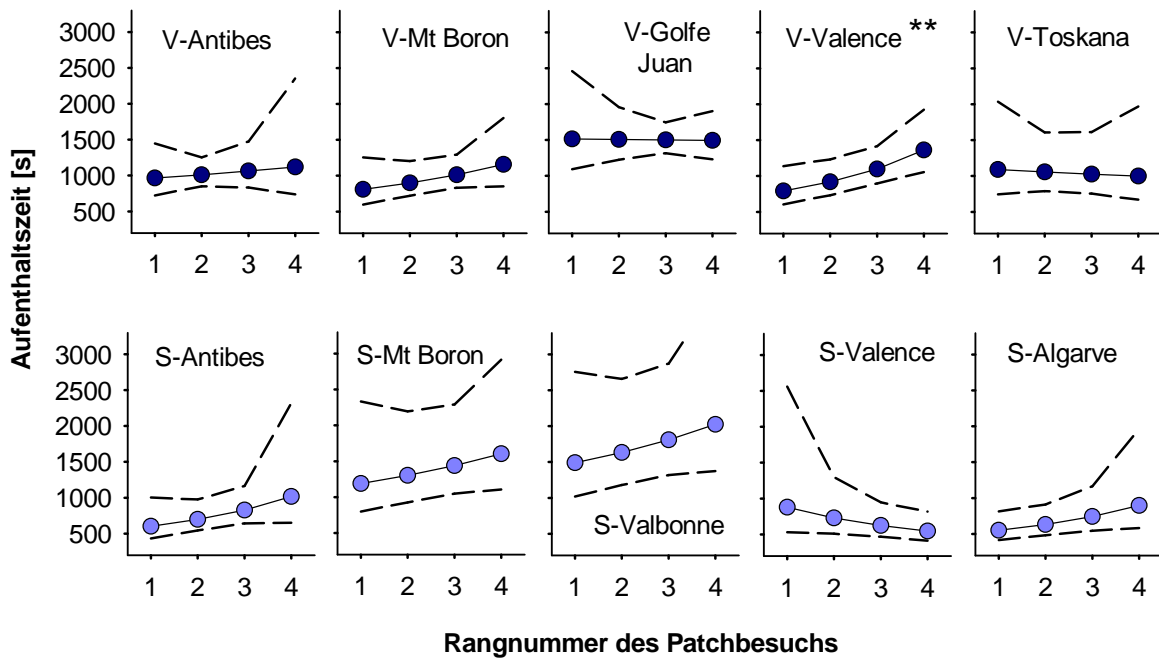 V-Antibes
V-Mt Boron
V-Golfe
Juan
V-Valence **
V-Toskana
3000
2500
2000
1500
1000
500
1 2 3 4
1 2 3 4
1 2 3 4
1 2 3 4
1 2 3 4
Aufenthaltszeit [s]
S-Antibes
S-Mt Boron
S-Valbonne
S-Valence
S-Algarve
3000
2500
2000
1500
1000
500
1 2 3 4
1 2 3 4
1 2 3 4
1 2 3 4
1 2 3 4
Rangnummer des Patchbesuchs